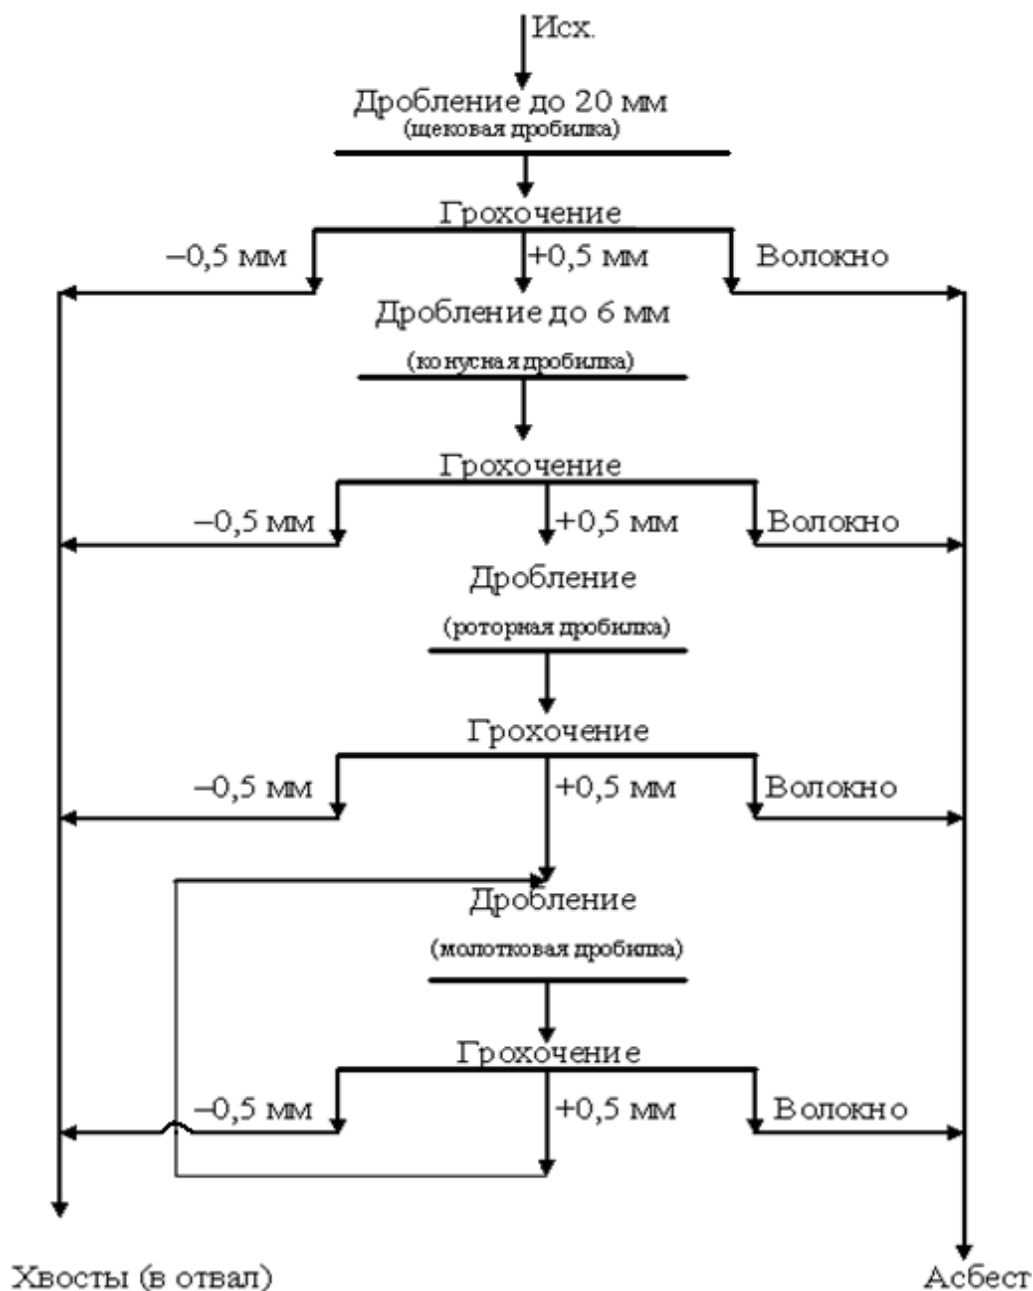 Исх.
Дробление до 20 мм
(щековая дробилка)
Грохочение
–0,5 мм
+0,5 мм
Волокно
Дробление до 6 мм
(конусная дробилка)
Грохочение
–0,5 мм
+0,5 мм
Волокно
Дробление
(роторная дробилка)
Грохочение
–0,5 мм
+0,5 мм
Волокно
Дробление
(молотковая дробилка)
Грохочение
–0,5 мм
+0,5 мм
Волокно
Хвосты (в отвал)
Асбест